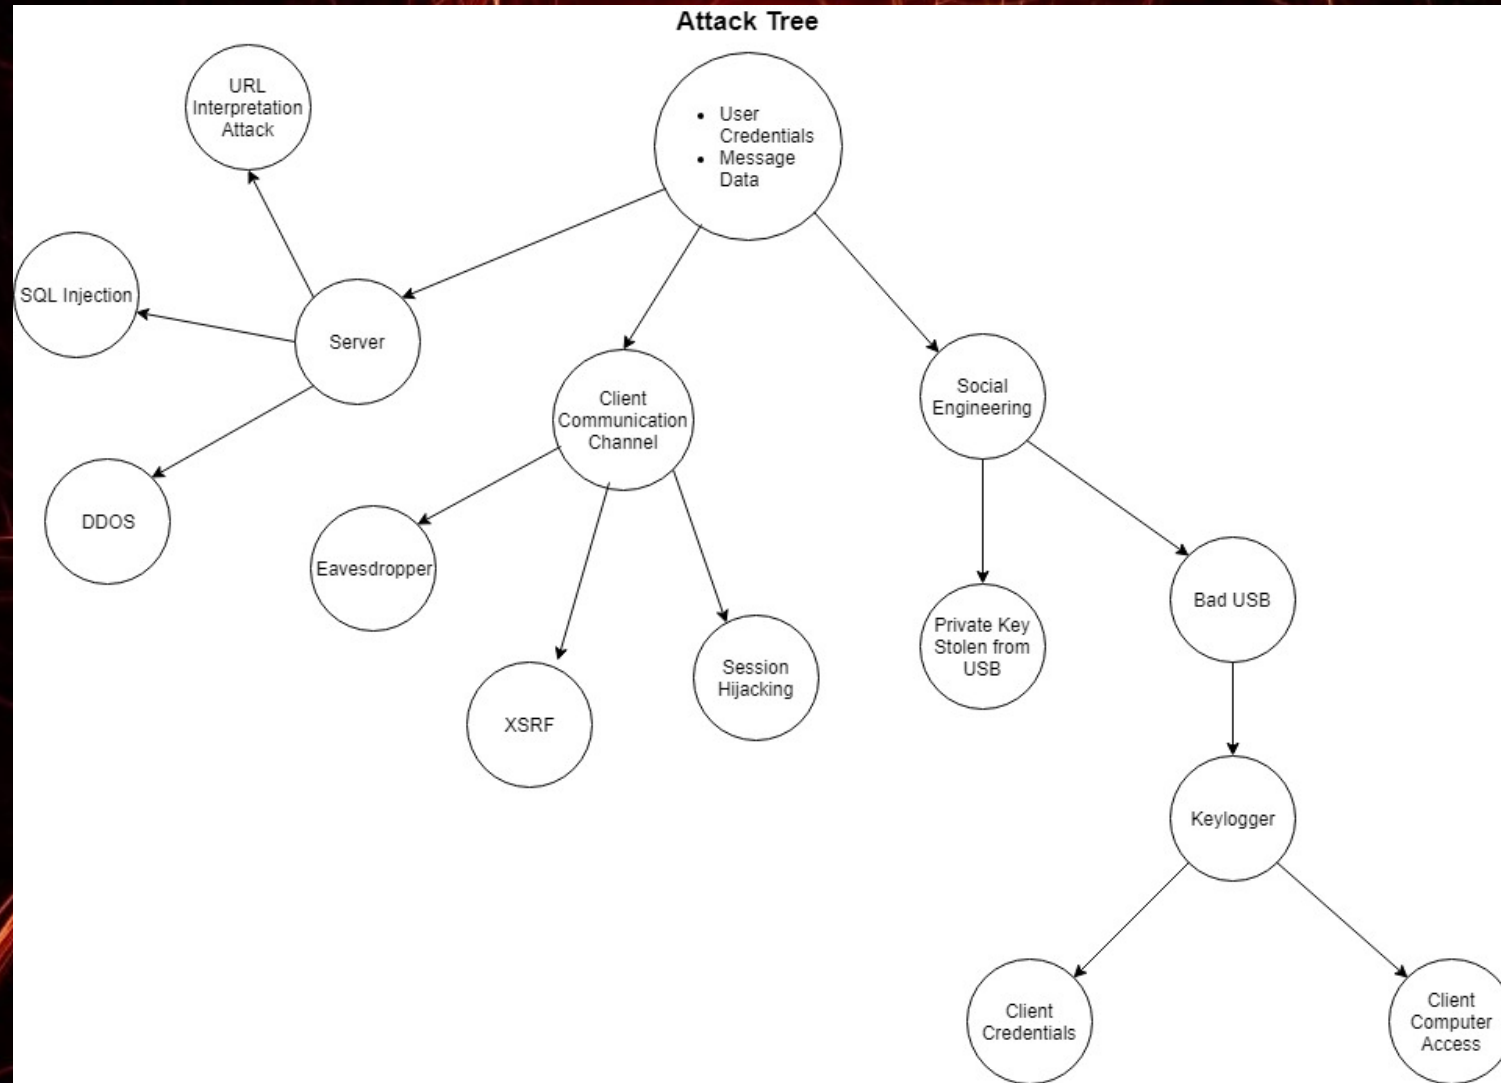 Attack Tree
URL
Interpretation
Attack
• User
Credentials
• Message
Data
SQL Injection
Server
Client
Communication
Channel
Social
Engineering
DDOS
Eavesdropper
Bad USB
Private Key
Stolen from
USB
Session
Hijacking
XSRF
Keylogger
Client
Credentials
Client
Computer
Access